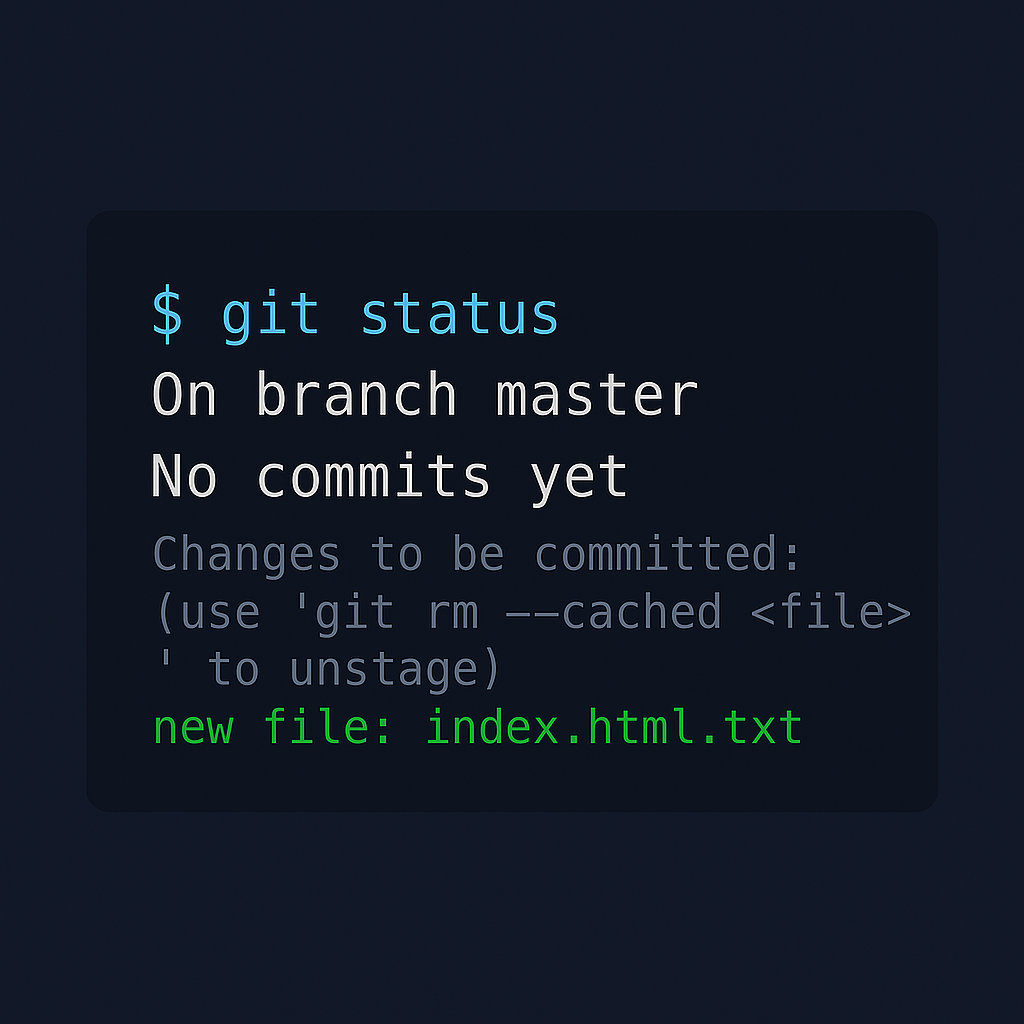 $ git status
On branch master
No commits yet
Changes to be committed:
(use 'git rm --cached <file>
' to unstage)
new file: index.html.txt